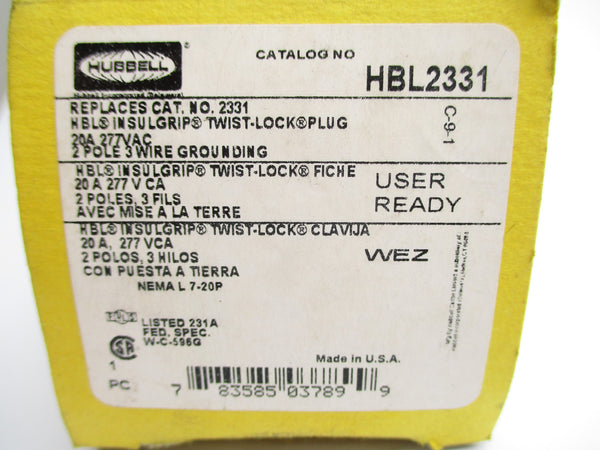 HUBBELL®
CATALOG NO
HBL2331
Hubbell Incorporated (Delaware)
REPLACES CAT. NO. 2331
HBL® INSULGRIP® TWIST-LOCK® PLUG
20A 277VAC
2 POLE 3 WIRE GROUNDING
C-9-1
HBL® INSULGRIP® TWIST-LOCK® FICHE
20 A 277 V CA
2 POLES, 3 FILS
AVEC MISE A LA TERRE
USER
READY
HBL® INSULGRIP® TWIST-LOCK® CLAVIJA
20 A, 277 VCA
2 POLOS, 3 HILOS
CON PUESTA A TIERRA
NEMA L 7-20P
WEZ
LISTED 231A
FED. SPEC.
W-C-596G
Made in U.S.A.
1
PC
7 83585 03789 9